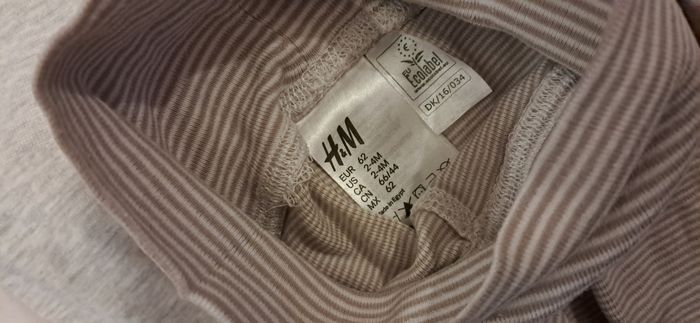 H&M
EUR 62
US 2-4M
CA 2-4M
CN 66/44
MX 62
Made in Egypt
EU
Ecolabel
DK/16/034